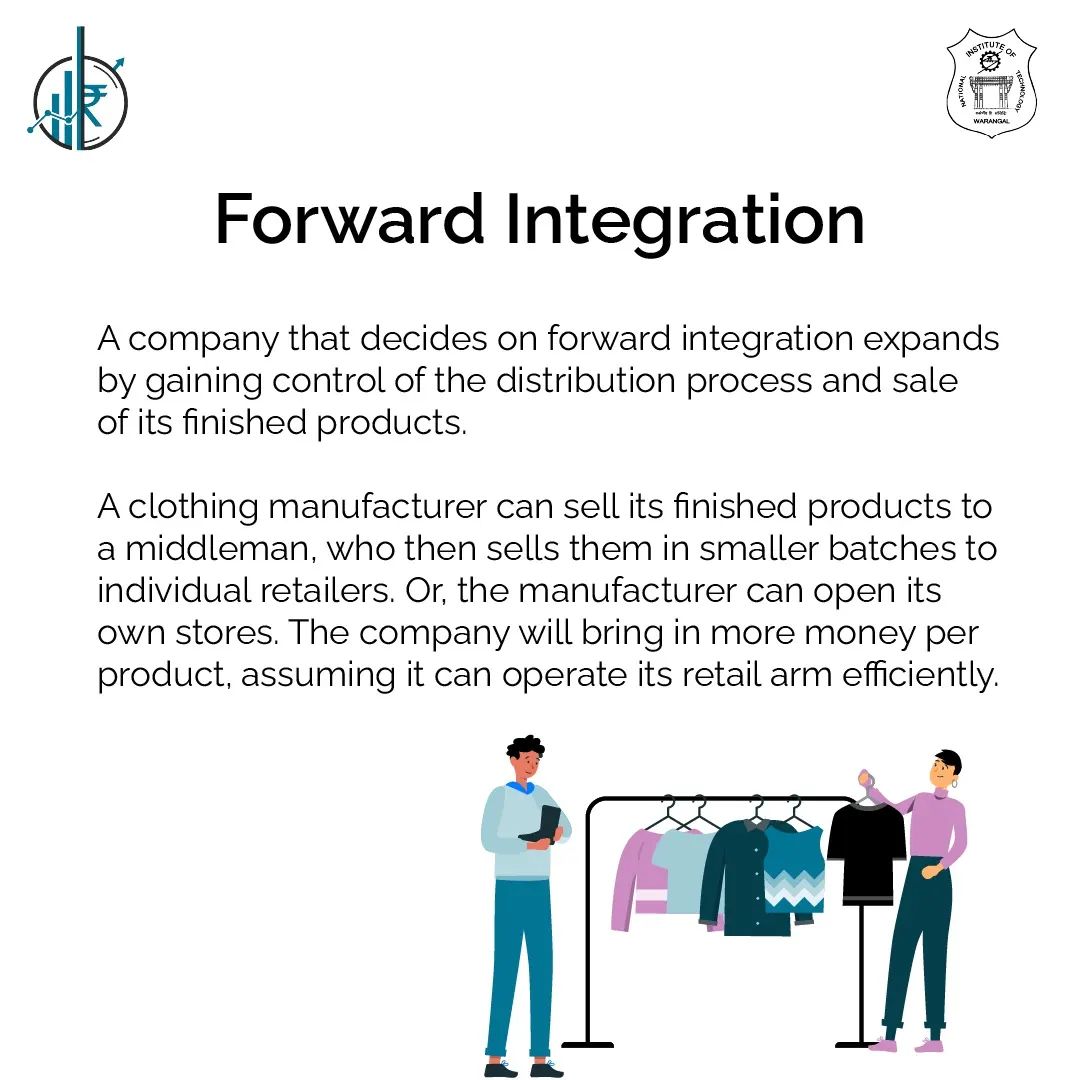 NATIONAL INSTITUTE OF TECHNOLOGY
WARANGAL
Forward Integration
A company that decides on forward integration expands
by gaining control of the distribution process and sale
of its finished products.
A clothing manufacturer can sell its finished products to
a middleman, who then sells them in smaller batches to
individual retailers. Or, the manufacturer can open its
own stores. The company will bring in more money per
product, assuming it can operate its retail arm efficiently.